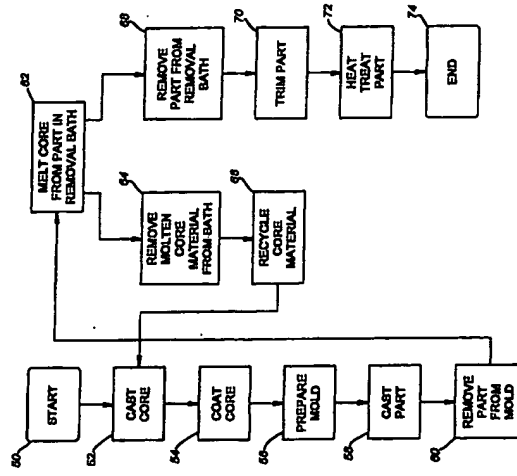 50
START
52
CAST
CORE
54
COAT
CORE
56
PREPARE
MOLD
58
CAST
PART
60
REMOVE
PART FROM
MOLD
62
MELT CORE
FROM PART IN
REMOVAL BATH
64
REMOVE
MOLTEN
CORE
MATERIAL
FROM BATH
66
RECYCLE
CORE
MATERIAL
68
REMOVE
PART FROM
REMOVAL
BATH
70
TRIM PART
72
HEAT
TREAT
PART
74
END